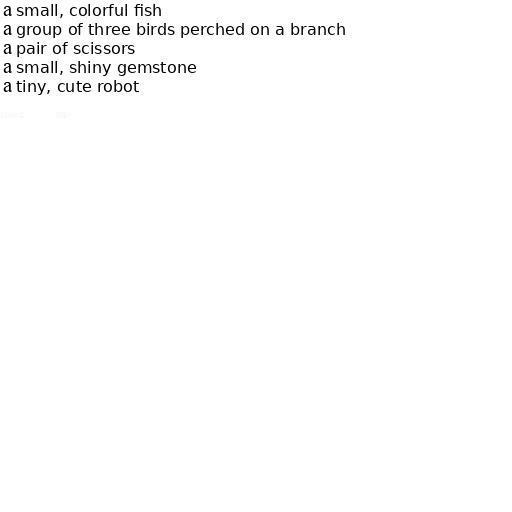 a small, colorful fish
a group of three birds perched on a branch
a pair of scissors
a small, shiny gemstone
a tiny, cute robot